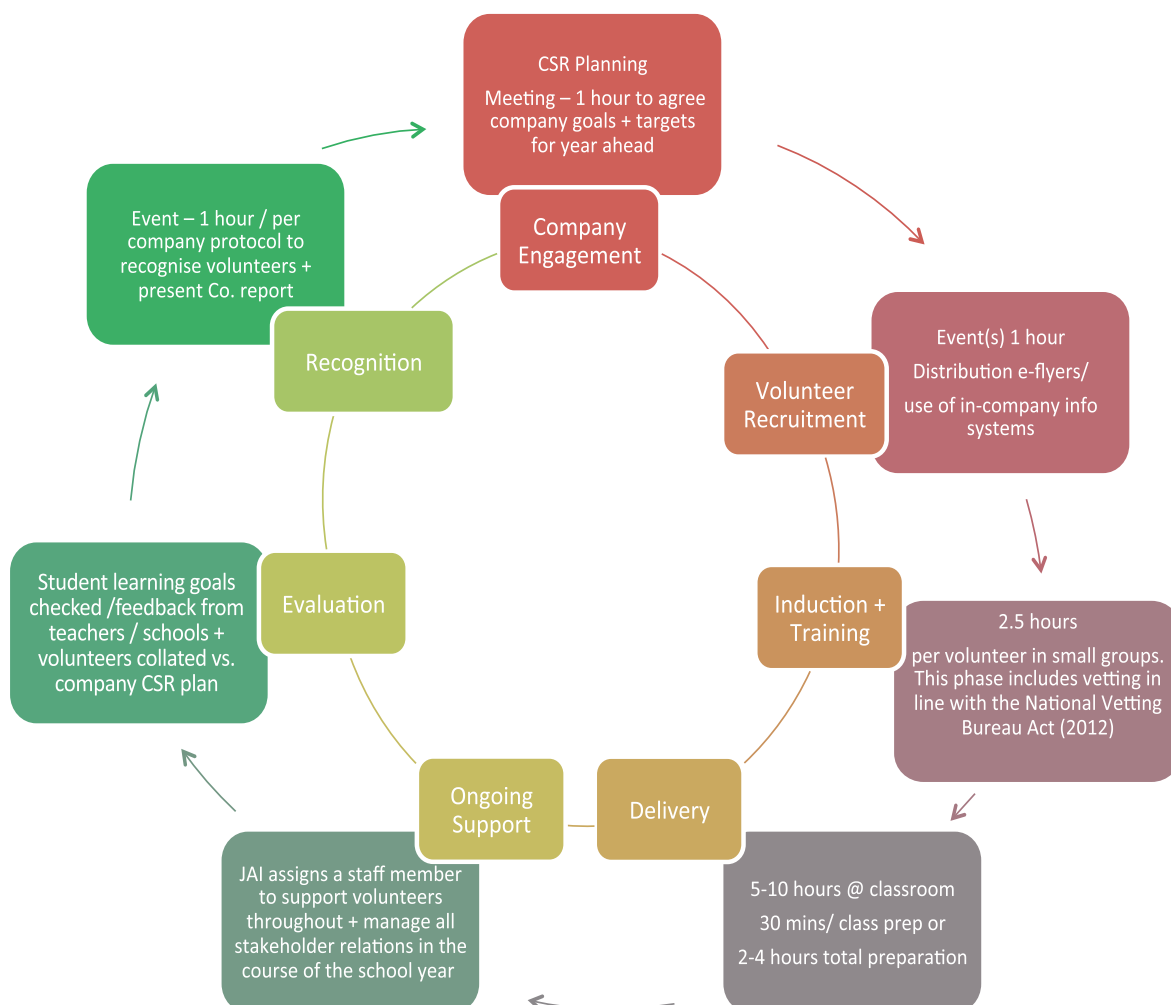 CSR Planning
Meeting – 1 hour to agree
company goals + targets
for year ahead
Company
Engagement
Event(s) 1 hour
Distribution e-flyers/
use of in-company info
systems
Volunteer
Recruitment
2.5 hours
per volunteer in small groups.
This phase includes vetting in
line with the National Vetting
Bureau Act (2012)
Induction +
Training
5-10 hours @ classroom
30 mins/ class prep or
2-4 hours total preparation
Delivery
JAI assigns a staff member
to support volunteers
throughout + manage all
stakeholder relations in the
course of the school year
Ongoing
Support
Student learning goals
checked /feedback from
teachers / schools +
volunteers collated vs.
company CSR plan
Evaluation
Event – 1 hour / per
company protocol to
recognise volunteers +
present Co. report
Recognition